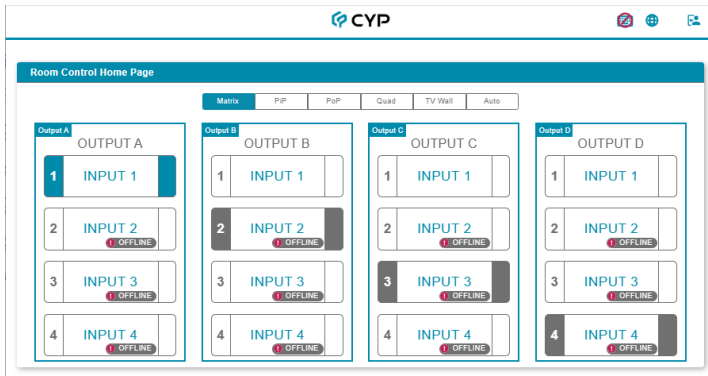 CYP
Room Control Home Page
Matrix PiP PoP Quad TV Wall Auto
Output A
OUTPUT A
1 INPUT 1
2 INPUT 2
! OFFLINE
3 INPUT 3
! OFFLINE
4 INPUT 4
! OFFLINE
Output B
OUTPUT B
1 INPUT 1
2 INPUT 2
! OFFLINE
3 INPUT 3
! OFFLINE
4 INPUT 4
! OFFLINE
Output C
OUTPUT C
1 INPUT 1
2 INPUT 2
! OFFLINE
3 INPUT 3
! OFFLINE
4 INPUT 4
! OFFLINE
Output D
OUTPUT D
1 INPUT 1
2 INPUT 2
! OFFLINE
3 INPUT 3
! OFFLINE
4 INPUT 4
! OFFLINE